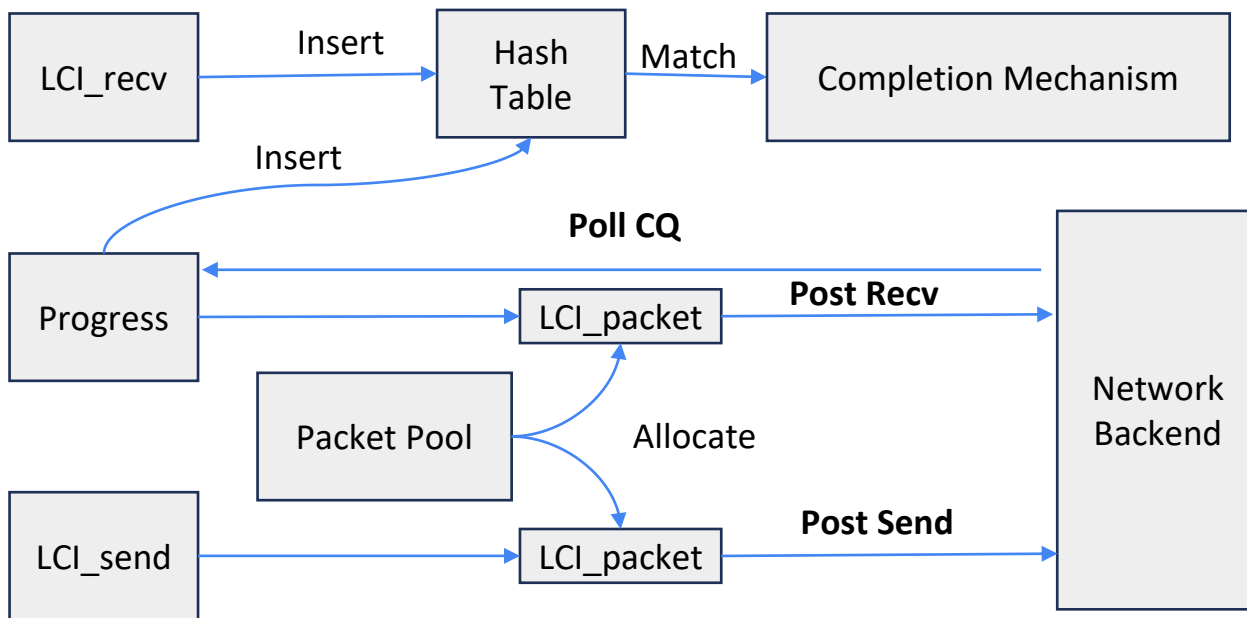 LCI_recv
Insert
Hash
Table
Match
Completion Mechanism
Insert
Poll CQ
Progress
LCI_packet
Post Recv
Network
Backend
Packet Pool
Allocate
LCI_send
LCI_packet
Post Send